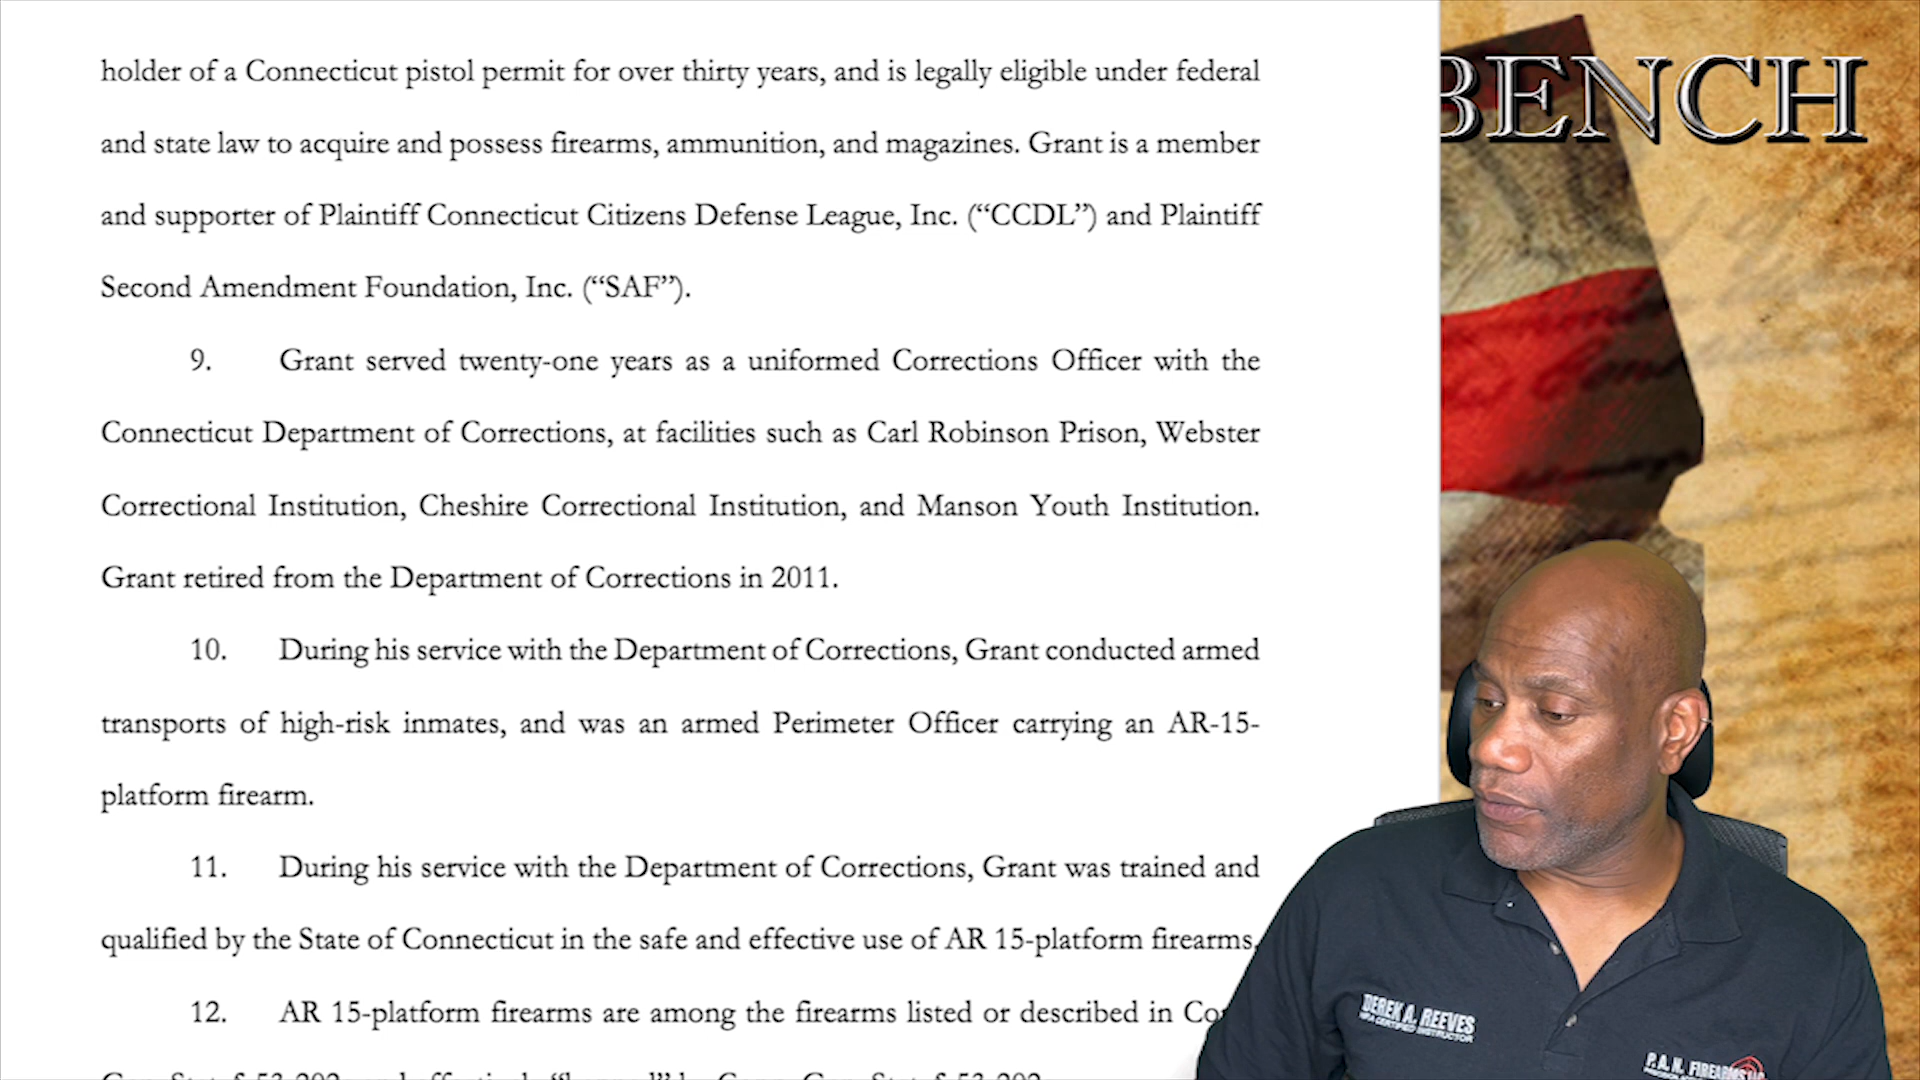 holder of a Connecticut pistol permit for over thirty years, and is legally eligible under federal
and state law to acquire and possess firearms, ammunition, and magazines. Grant is a member
and supporter of Plaintiff Connecticut Citizens Defense League, Inc. (“CCDL”) and Plaintiff
Second Amendment Foundation, Inc. (“SAF”).
9. Grant served twenty-one years as a uniformed Corrections Officer with the
Connecticut Department of Corrections, at facilities such as Carl Robinson Prison, Webster
Correctional Institution, Cheshire Correctional Institution, and Manson Youth Institution.
Grant retired from the Department of Corrections in 2011.
10. During his service with the Department of Corrections, Grant conducted armed
transports of high-risk inmates, and was an armed Perimeter Officer carrying an AR-15-
platform firearm.
11. During his service with the Department of Corrections, Grant was trained and
qualified by the State of Connecticut in the safe and effective use of AR 15-platform firearms.
12. AR 15-platform firearms are among the firearms listed or described in
BENCH
DEREK A. REEVES
NRA CERTIFIED INSTRUCTOR
P.A.N. FIREARMS